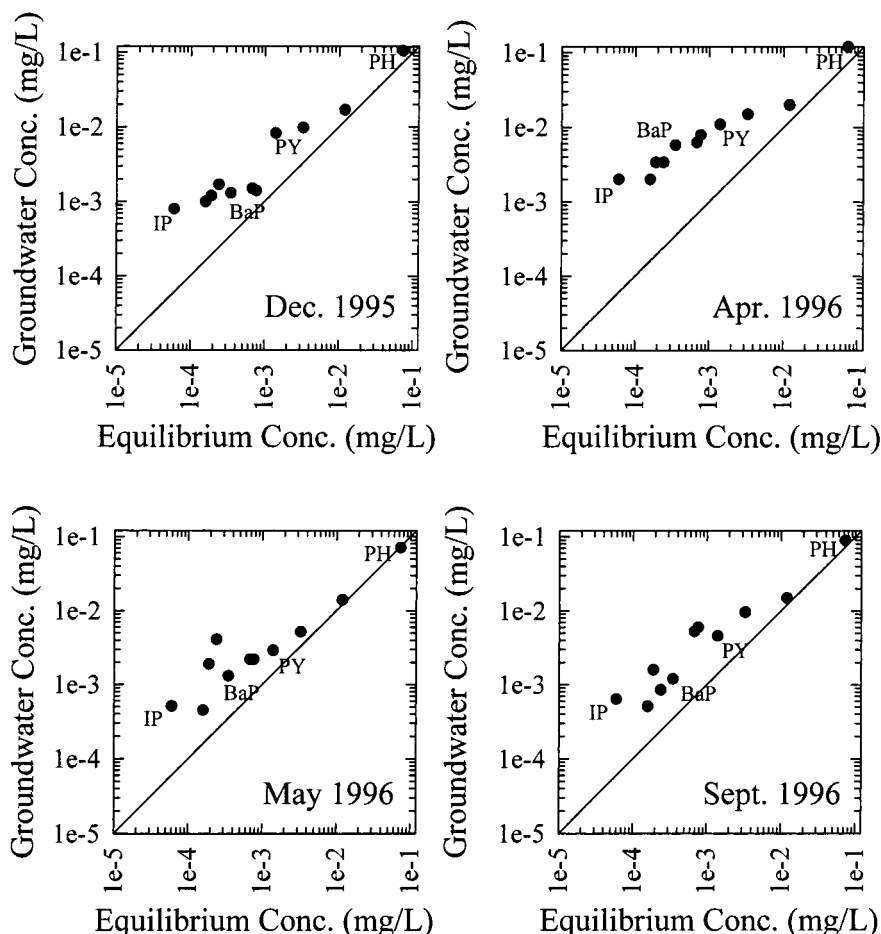 Groundwater Conc. (mg/L)
1e-1
1e-2
1e-3
1e-4
1e-5
PH
PY
BaP
IP
Dec. 1995
1e-5
1e-4
1e-3
1e-2
1e-1
Equilibrium Conc. (mg/L)
Groundwater Conc. (mg/L)
1e-1
1e-2
1e-3
1e-4
1e-5
PH
BaP
PY
IP
Apr. 1996
1e-5
1e-4
1e-3
1e-2
1e-1
Equilibrium Conc. (mg/L)
Groundwater Conc. (mg/L)
1e-1
1e-2
1e-3
1e-4
1e-5
PH
PY
BaP
IP
May 1996
1e-5
1e-4
1e-3
1e-2
1e-1
Equilibrium Conc. (mg/L)
Groundwater Conc. (mg/L)
1e-1
1e-2
1e-3
1e-4
1e-5
PH
PY
BaP
IP
Sept. 1996
1e-5
1e-4
1e-3
1e-2
1e-1
Equilibrium Conc. (mg/L)